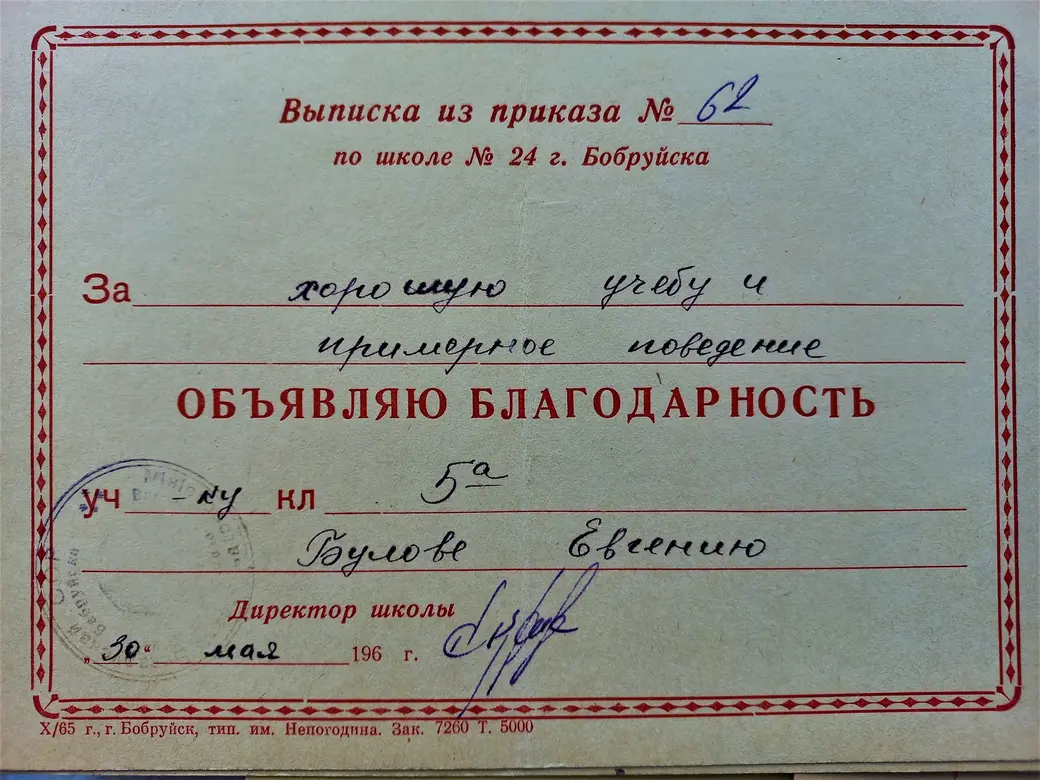 Выписка из приказа № 62
по школе № 24 г. Бобруйска
За хорошую учебу и
примерное поведение
ОБЪЯВЛЯЮ БЛАГОДАРНОСТЬ
уч -ку кл 5а
Булове Евгению
Директор школы
„30“ мая 196 г.
X/65 г., г. Бобруйск, тип. им. Непогодина. Зак. 7260 Т. 5000